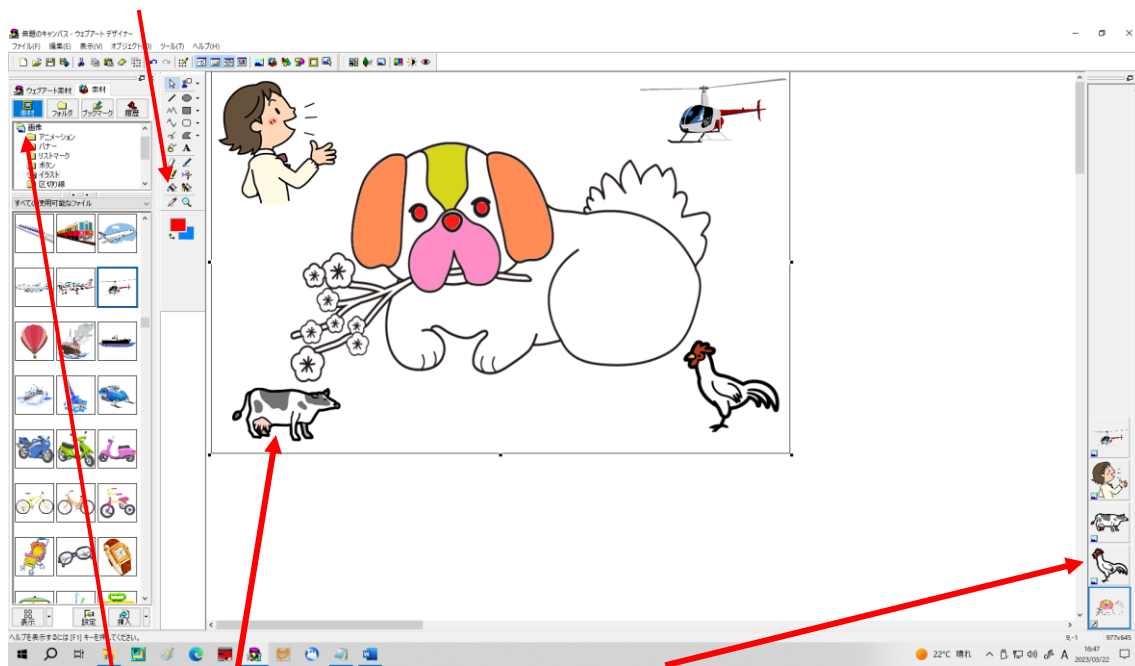 無題のキャンバス - ウェブアート デザイナー
ファイル(F) 編集(E) 表示(V) オブジェクト(O) ツール(T) ヘルプ(H)
ウェブアート素材 素材
素材 フォルダ ブックマーク 履歴
画像
アニメーション
バナー
リストマーク
ボタン
イラスト
区切り線
すべての使用可能なファイル
A
表示 設定 挿入
ヘルプを表示するには [F1] キーを押してください。
9,-1 977x645
22°C 晴れ A 16:47
2023/03/22